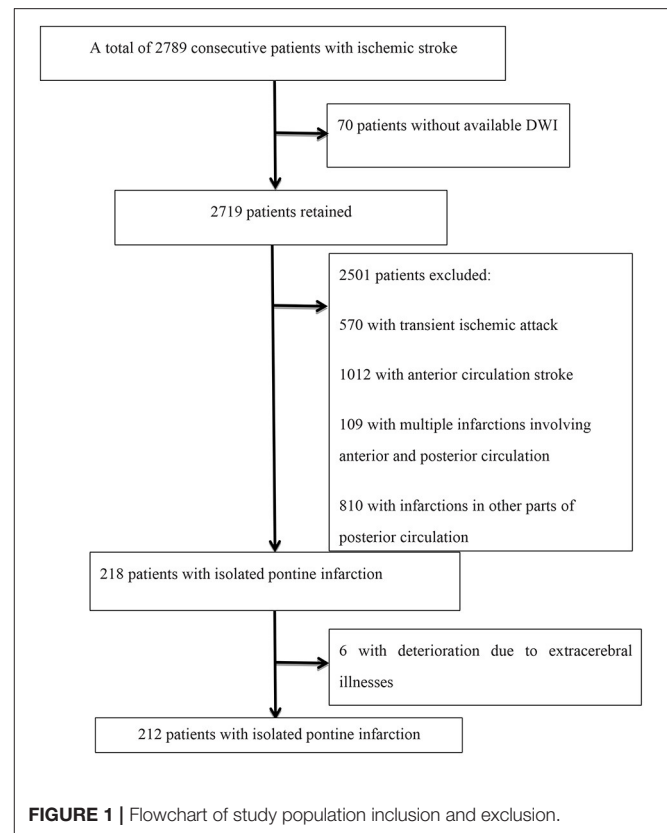 A total of 2789 consecutive patients with ischemic stroke
70 patients without available DWI
2719 patients retained
2501 patients excluded:
570 with transient ischemic attack
1012 with anterior circulation stroke
109 with multiple infarctions involving
anterior and posterior circulation
810 with infarctions in other parts of
posterior circulation
218 patients with isolated pontine infarction
6 with deterioration due to extracerebral
illnesses
212 patients with isolated pontine infarction
FIGURE 1 | Flowchart of study population inclusion and exclusion.